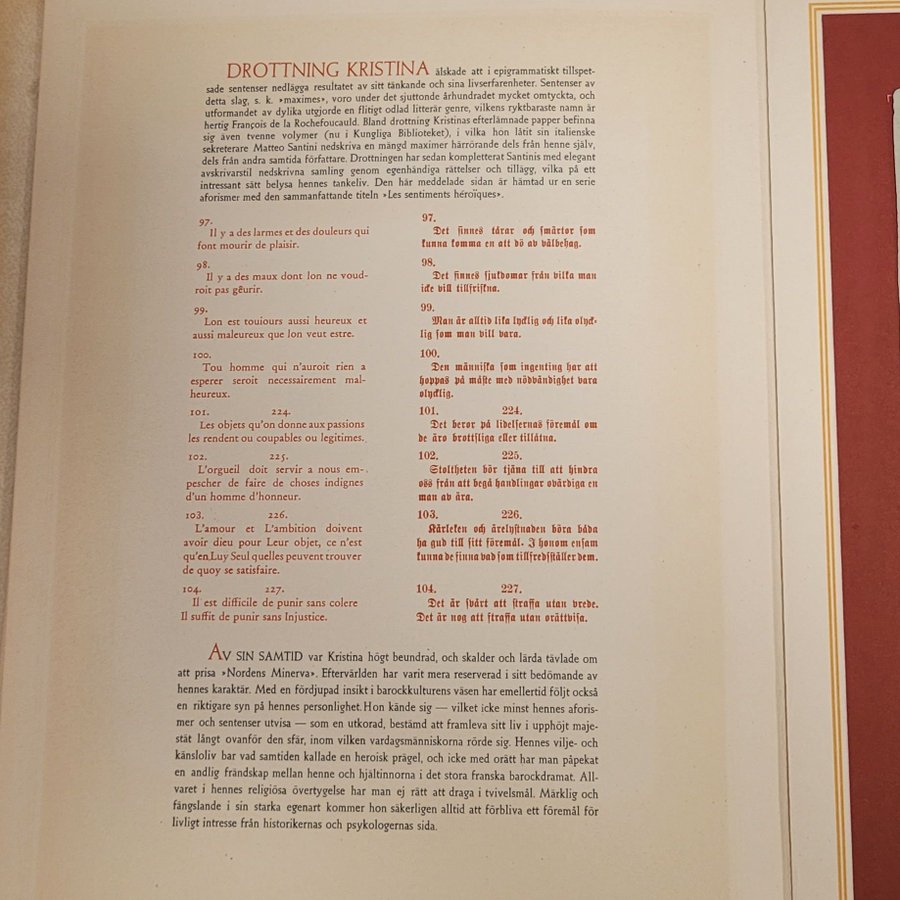 DROTTNING KRISTINA älskade att i epigrammatiskt tillspet-
sade sentenser nedlägga resultatet av sitt tänkande och sina livserfarenheter. Sentenser av
detta slag, s. k. »maximes», voro under det sjuttonde århundradet mycket omtyckta, och
utformandet av dylika utgjorde en flitigt odlad litterär genre, vilkens ryktbaraste namn är
hertig François de la Rochefoucauld. Bland drottning Kristinas efterlämnade papper befinna
sig även tvenne volymer (nu i Kungliga Biblioteket), i vilka hon låtit sin italienske
sekreterare Matteo Santini nedskriva en mängd maximer härrörande dels från henne själv,
dels från andra samtida författare. Drottningen har sedan kompletterat Santinis med elegant
avskrivarstil nedskrivna samling genom egenhändiga rättelser och tillägg, vilka på ett
intressant sätt belysa hennes tankeliv. Den här meddelade sidan är hämtad ur en serie
aforismer med den sammanfattande titeln »Les sentiments heroïques».
97.
Il y a des larmes et des douleurs qui
font mourir de plaisir.
98.
Il y a des maux dont lon ne voud-
roit pas gêurir.
99.
Lon est touiours aussi heureux et
aussi maleureux que lon veut estre.
100.
Tou homme qui n'auroit rien a
esperer seroit necessairement mal-
heureux.
101. 224.
Les objets qu'on donne aux passions
les rendent ou coupables ou legitimes.
102. 225.
L'orgueil doit servir a nous em-
pescher de faire de choses indignes
d'un homme d'honneur.
103. 226.
L'amour et L'ambition doivent
avoir dieu pour Leur objet, ce n'est
qu'en Luy Seul quelles peuvent trouver
de quoy se satisfaire.
104. 227.
Il est difficile de punir sans colere
Il suffit de punir sans Injustice.
97.
Det finnes tårar och smärtor som
kunna komma en att dö av välbehag.
98.
Det finnes sjukdomar från vilka man
icke vill tillfriskna.
99.
Man är alltid lika lycklig och lika olyck-
lig som man vill vara.
100.
Den människa som ingenting har att
hoppas på måste med nödvändighet vara
olycklig.
101. 224.
Det beror på lidelsernas föremål om
de äro brottsliga eller tillåtna.
102. 225.
Stoltheten bör tjäna till att hindra
oss från att begå handlingar ovärdiga en
man av ära.
103. 226.
Kärleken och ärelystnaden böra båda
ha gud till sitt föremål. I honom ensam
kunna de finna vad som tillfredsställer dem.
104. 227.
Det är svårt att straffa utan vrede.
Det är nog att straffa utan orättvisa.
AV SIN SAMTID var Kristina högt beundrad, och skalder och lärda tävlade om
att prisa »Nordens Minerva». Eftervärlden har varit mera reserverad i sitt bedömande av
hennes karaktär. Med en fördjupad insikt i barockkulturens väsen har emellertid följt också
en riktigare syn på hennes personlighet. Hon kände sig — vilket icke minst hennes aforis-
mer och sentenser utvisa — som en utkorad, bestämd att framleva sitt liv i upphöjt maje-
stät långt ovanför den sfär, inom vilken vardagsmänniskorna rörde sig. Hennes vilje- och
känsloliv bar vad samtiden kallade en heroisk prägel, och icke med orätt har man påpekat
en andlig frändskap mellan henne och hjältinnorna i det stora franska barockdramat. All-
varet i hennes religiösa övertygelse har man ej rätt att draga i tvivelsmål. Märklig och
fängslande i sin starka egenart kommer hon säkerligen alltid att förbliva ett föremål för
livligt intresse från historikernas och psykologernas sida.